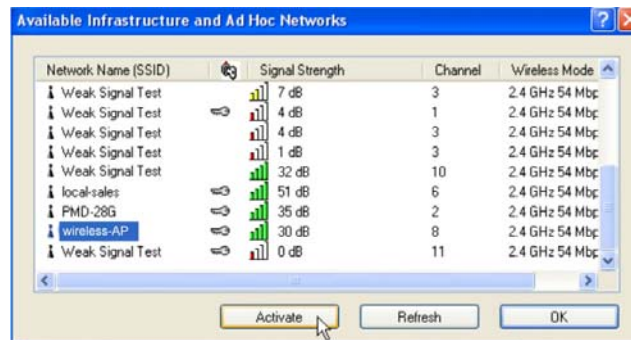 Available Infrastructure and Ad Hoc Networks
Network Name (SSID) Signal Strength Channel Wireless Mode
Weak Signal Test 7 dB 3 2.4 GHz 54 Mbp
Weak Signal Test 4 dB 1 2.4 GHz 54 Mbp
Weak Signal Test 4 dB 3 2.4 GHz 54 Mbp
Weak Signal Test 1 dB 3 2.4 GHz 54 Mbp
Weak Signal Test 32 dB 10 2.4 GHz 54 Mbp
local-sales 51 dB 6 2.4 GHz 54 Mbp
PMD-28G 35 dB 2 2.4 GHz 54 Mbp
wireless-AP 30 dB 8 2.4 GHz 54 Mbp
Weak Signal Test 0 dB 11 2.4 GHz 54 Mbp
Activate Refresh OK